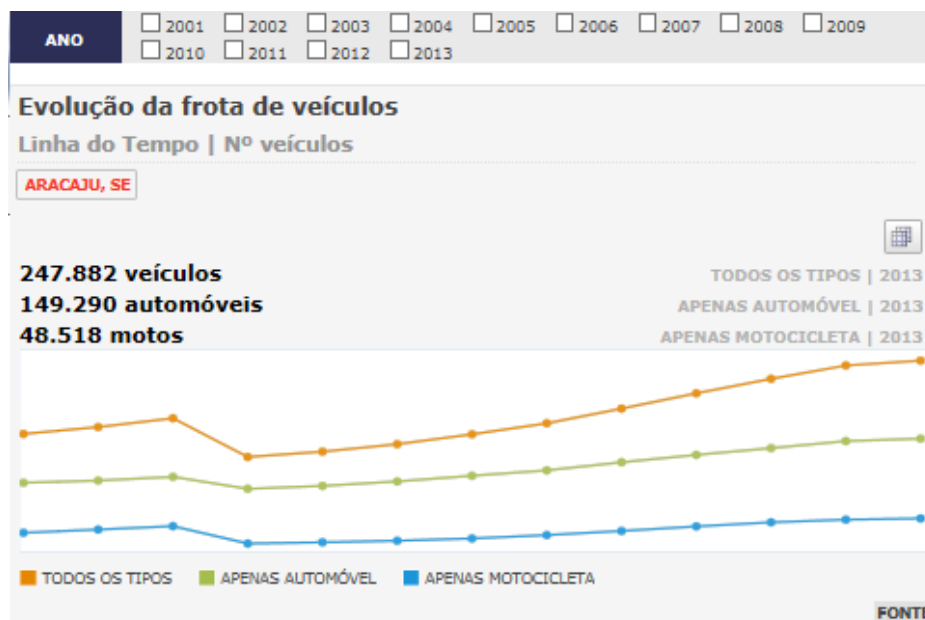 ANO
2001 2002 2003 2004 2005 2006 2007 2008 2009
2010 2011 2012 2013
Evolução da frota de veículos
Linha do Tempo | Nº veículos
ARACAJU, SE
247.882 veículos TODOS OS TIPOS | 2013
149.290 automóveis APENAS AUTOMÓVEL | 2013
48.518 motos APENAS MOTOCICLETA | 2013
TODOS OS TIPOS APENAS AUTOMÓVEL APENAS MOTOCICLETA
FONTE